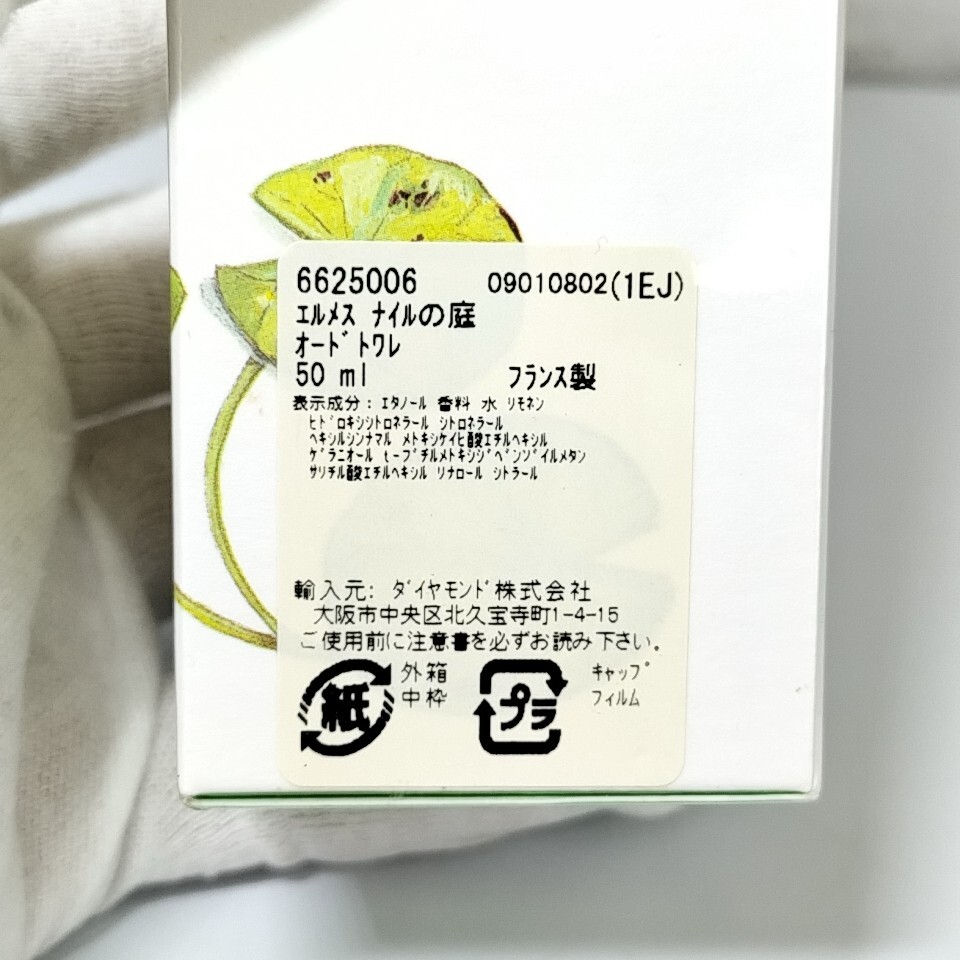 6625006 09010802(1EJ)
ｴﾙﾒｽ ﾅｲﾙの庭
ｵｰﾄﾞﾄﾜﾚ
50 ml ﾌﾗﾝｽ製
表示成分：ｴﾀﾉｰﾙ 香料 水 ﾘﾓﾈﾝ
ﾋﾄﾞﾛｷｼｼﾄﾛﾈﾗｰﾙ ｼﾄﾛﾈﾗｰﾙ
ﾍｷｼﾙｼﾝﾅﾏﾙ ﾒﾄｷｼｹｲﾋ酸ｴﾁﾙﾍｷｼﾙ
ｹﾞﾗﾆｵｰﾙ t-ﾌﾞﾁﾙﾒﾄｷｼｼﾞﾍﾞﾝｿﾞｲﾙﾒﾀﾝ
ｻﾘﾁﾙ酸ｴﾁﾙﾍｷｼﾙ ﾘﾅﾛｰﾙ ｼﾄﾗｰﾙ
輸入元: ﾀﾞｲﾔﾓﾝﾄﾞ株式会社
大阪市中央区北久宝寺町1-4-15
ご使用前に注意書を必ずお読み下さい。
紙 外箱 プラ ｷｬｯﾌﾟ
中枠 ﾌｨﾙﾑ